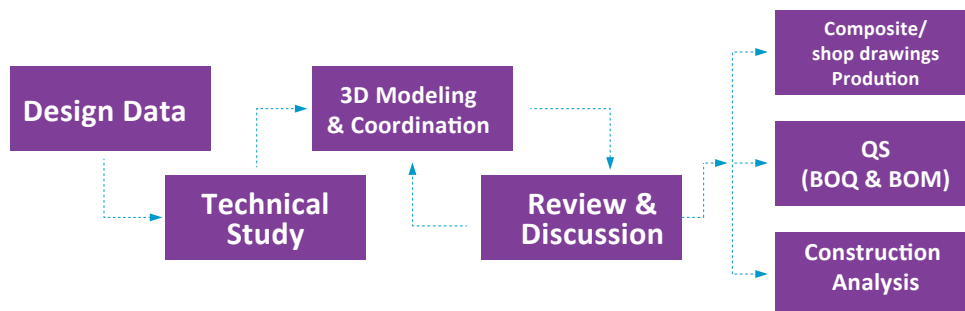 Design Data
Technical
Study
3D Modeling
& Coordination
Review &
Discussion
Composite/
shop drawings
Prodution
QS
(BOQ & BOM)
Construction
Analysis